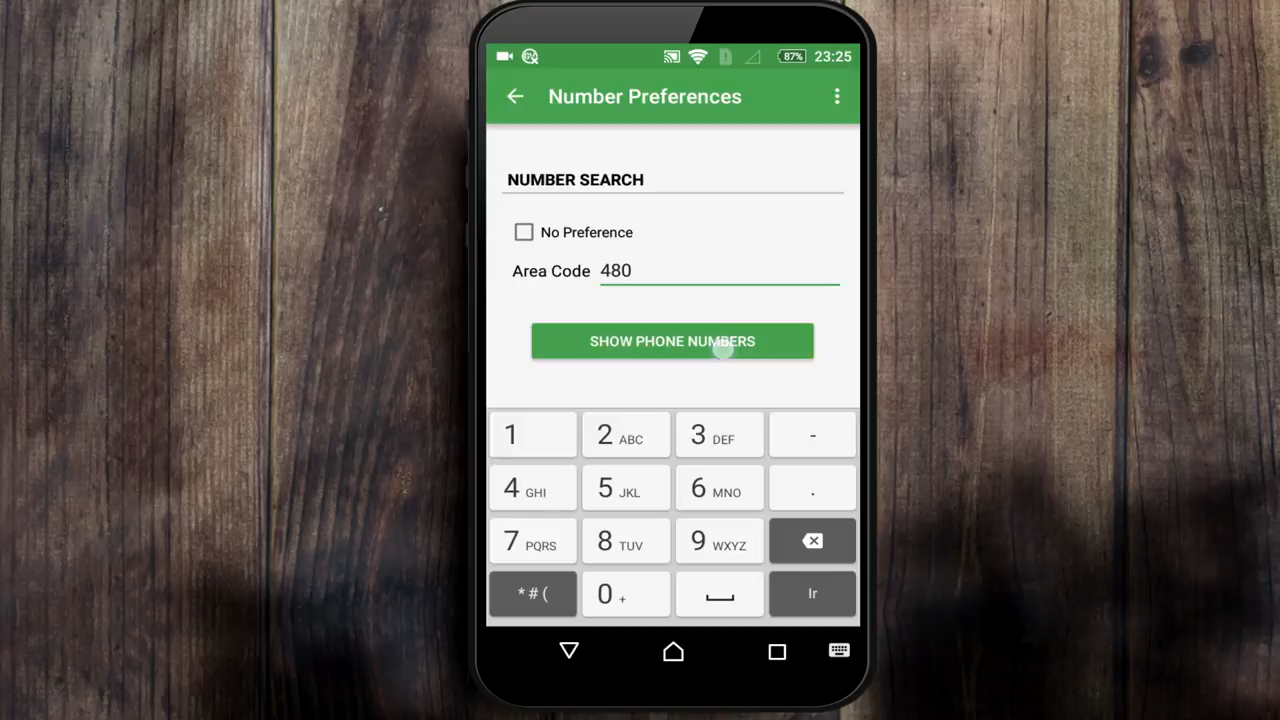 87% 23:25
Number Preferences
NUMBER SEARCH
No Preference
Area Code 480
SHOW PHONE NUMBERS
1 2 ABC 3 DEF -
4 GHI 5 JKL 6 MNO .
7 PQRS 8 TUV 9 WXYZ
* # ( 0 + Ir